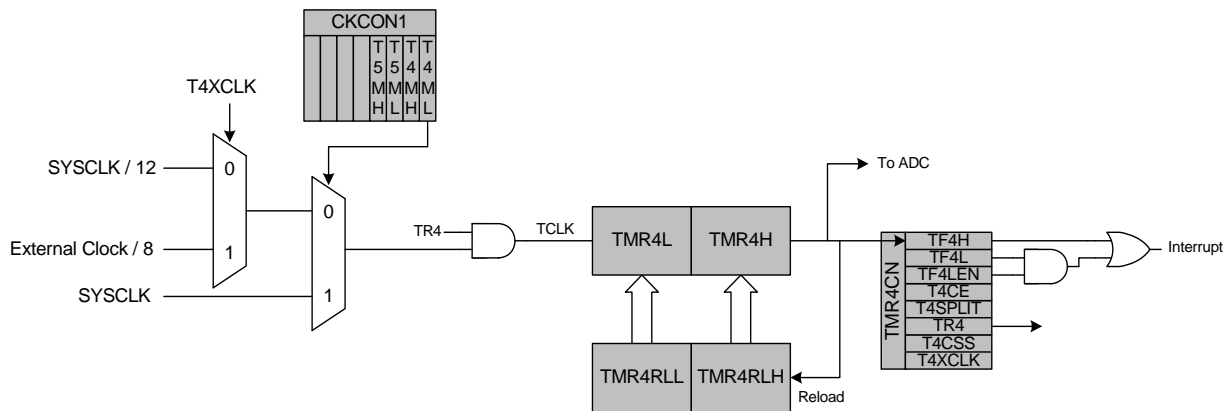 CKCON1
T5MH
T5ML
T4MH
T4ML
T4XCLK
SYSCLK / 12
0
1
External Clock / 8
SYSCLK
0
1
TR4
TCLK
TMR4L
TMR4H
To ADC
TMR4RLL
TMR4RLH
Reload
TMR4CN
TF4H
TF4L
TF4LEN
T4CE
T4SPLIT
TR4
T4CSS
T4XCLK
Interrupt